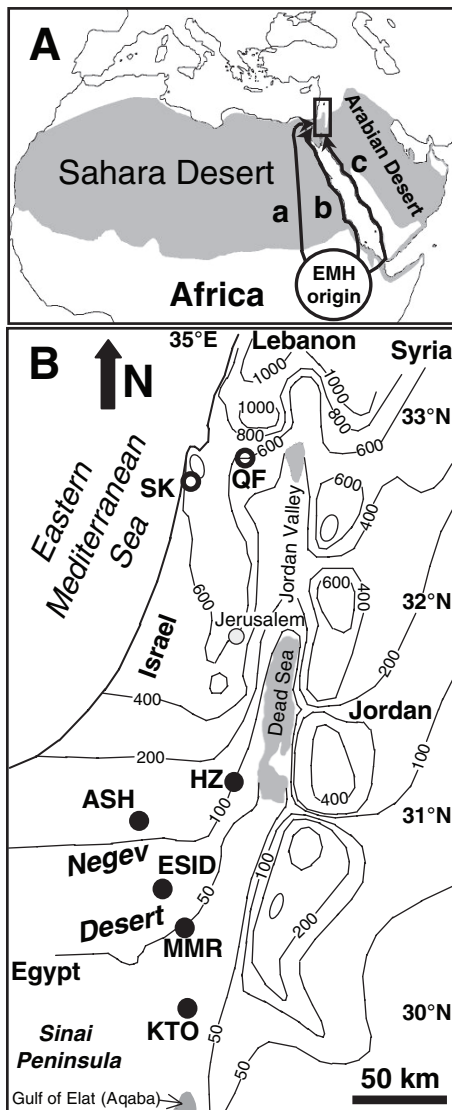 A
Sahara Desert
Arabian Desert
a
b
c
EMH
origin
Africa
B
N
35°E
Lebanon
Syria
1000
1000
1000
800
33°N
1000
800
600
600
QF
SK
Eastern
Mediterranean
Sea
Jordan Valley
600
400
600
400
32°N
600
Jerusalem
Israel
200
400
Dead Sea
Jordan
200
100
HZ
100
400
ASH
31°N
Negev
ESID
50
100
Desert
200
MMR
Egypt
KTO
30°N
50
50
Sinai
Peninsula
50 km
Gulf of Elat (Aqaba)